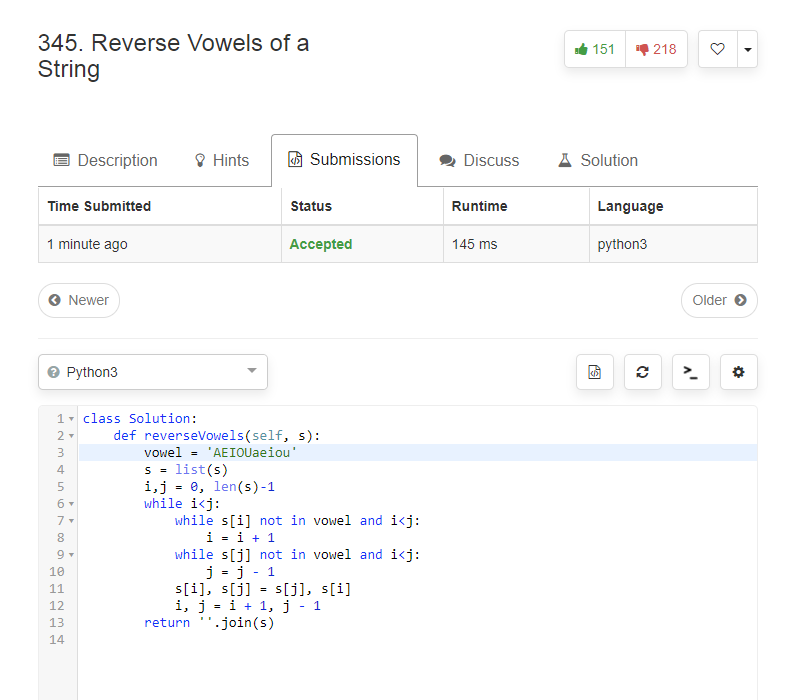 345. Reverse Vowels of a
String
151 218
Description Hints Submissions Discuss Solution
Time Submitted Status Runtime Language
1 minute ago Accepted 145 ms python3
Newer Older
Python3
1 class Solution:
2     def reverseVowels(self, s):
3         vowel = 'AEIOUaeiou'
4         s = list(s)
5         i,j = 0, len(s)-1
6         while i<j:
7             while s[i] not in vowel and i<j:
8                 i = i + 1
9             while s[j] not in vowel and i<j:
10                 j = j - 1
11             s[i], s[j] = s[j], s[i]
12             i, j = i + 1, j - 1
13         return ''.join(s)
14